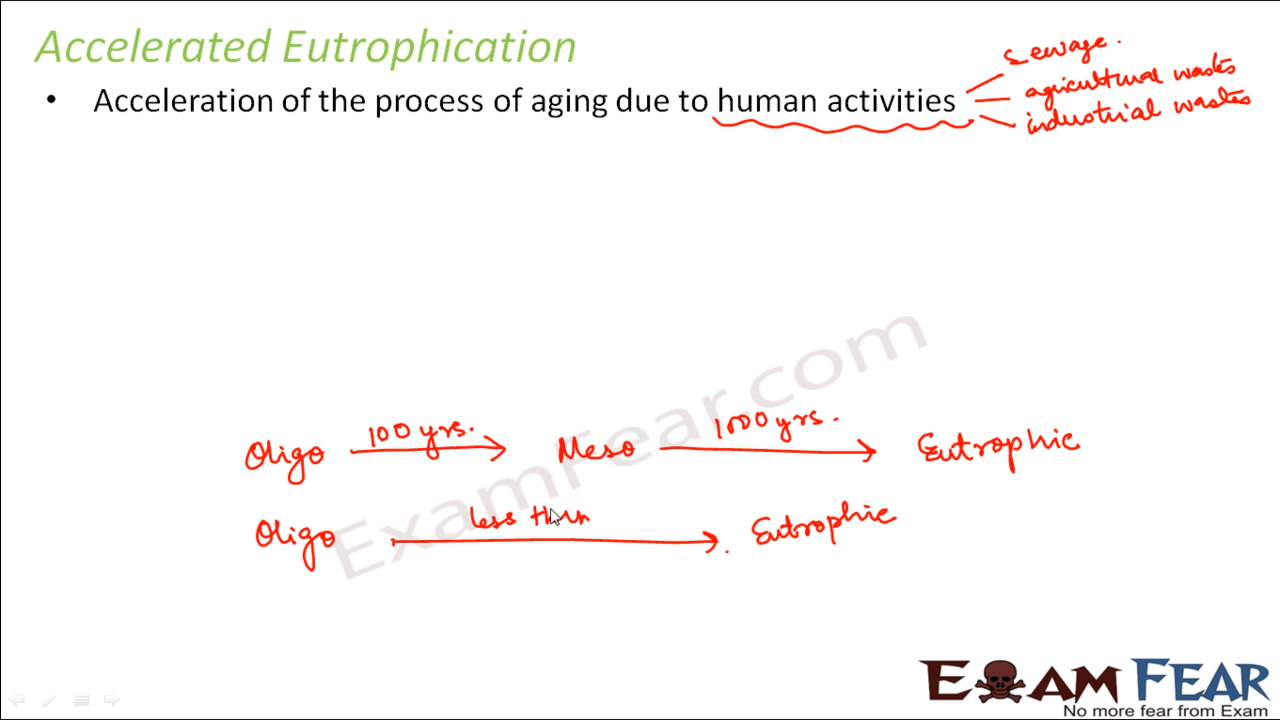 Accelerated Eutrophication
• Acceleration of the process of aging due to human activities
Sewage.
agricultural wastes
industrial wastes
Oligo 100 yrs. Meso 1000 yrs. Eutrophic
Oligo less than Eutrophic
ExamFear.com
EXAM FEAR
No more fear from Exam